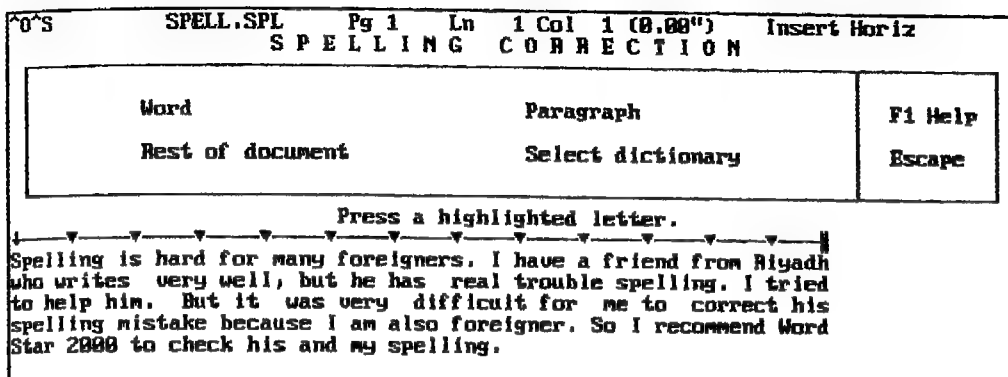 ^O^S SPELL.SPL Pg 1 Ln 1 Col 1 (0.00") Insert Horiz
S P E L L I N G C O R R E C T I O N
Word Paragraph F1 Help
Rest of document Select dictionary Escape
Press a highlighted letter.
Spelling is hard for many foreigners. I have a friend from Riyadh
who writes very well, but he has real trouble spelling. I tried
to help him. But it was very difficult for me to correct his
spelling mistake because I am also foreigner. So I recommend Word
Star 2000 to check his and my spelling.